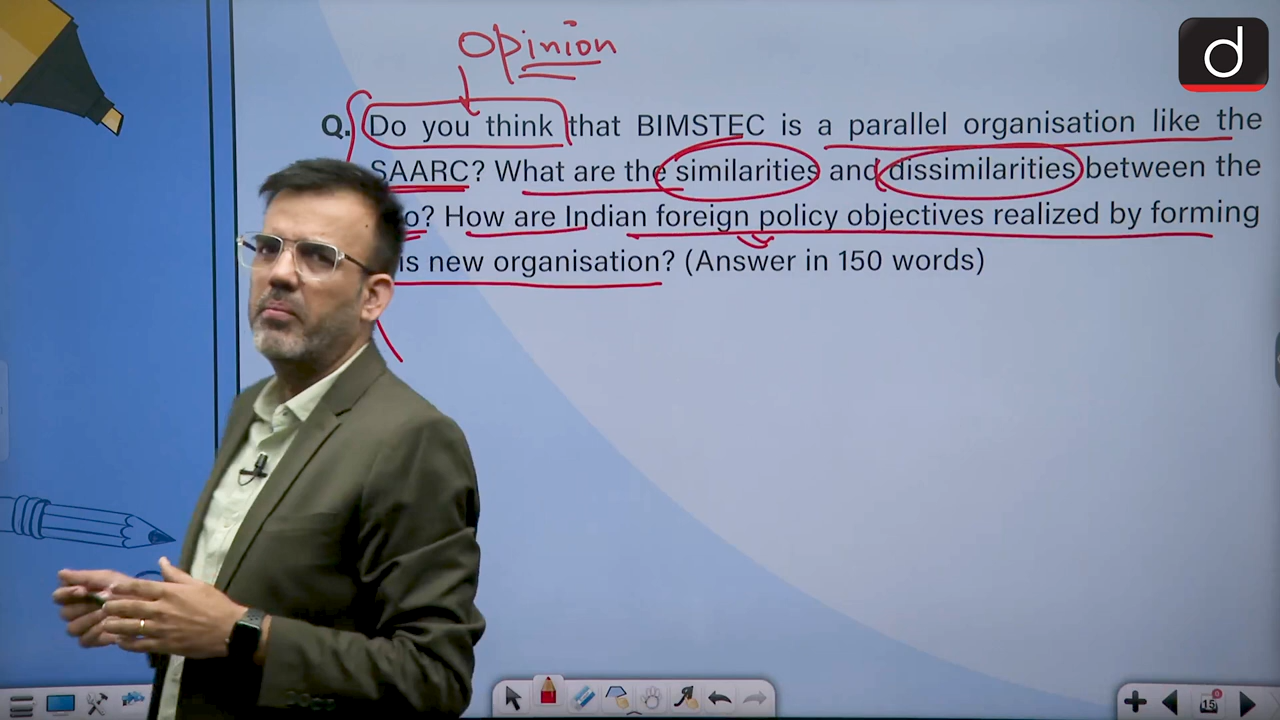 Opinion
Q. Do you think that BIMSTEC is a parallel organisation like the
SAARC? What are the similarities and dissimilarities between the
o? How are Indian foreign policy objectives realized by forming
is new organisation? (Answer in 150 words)
d
15